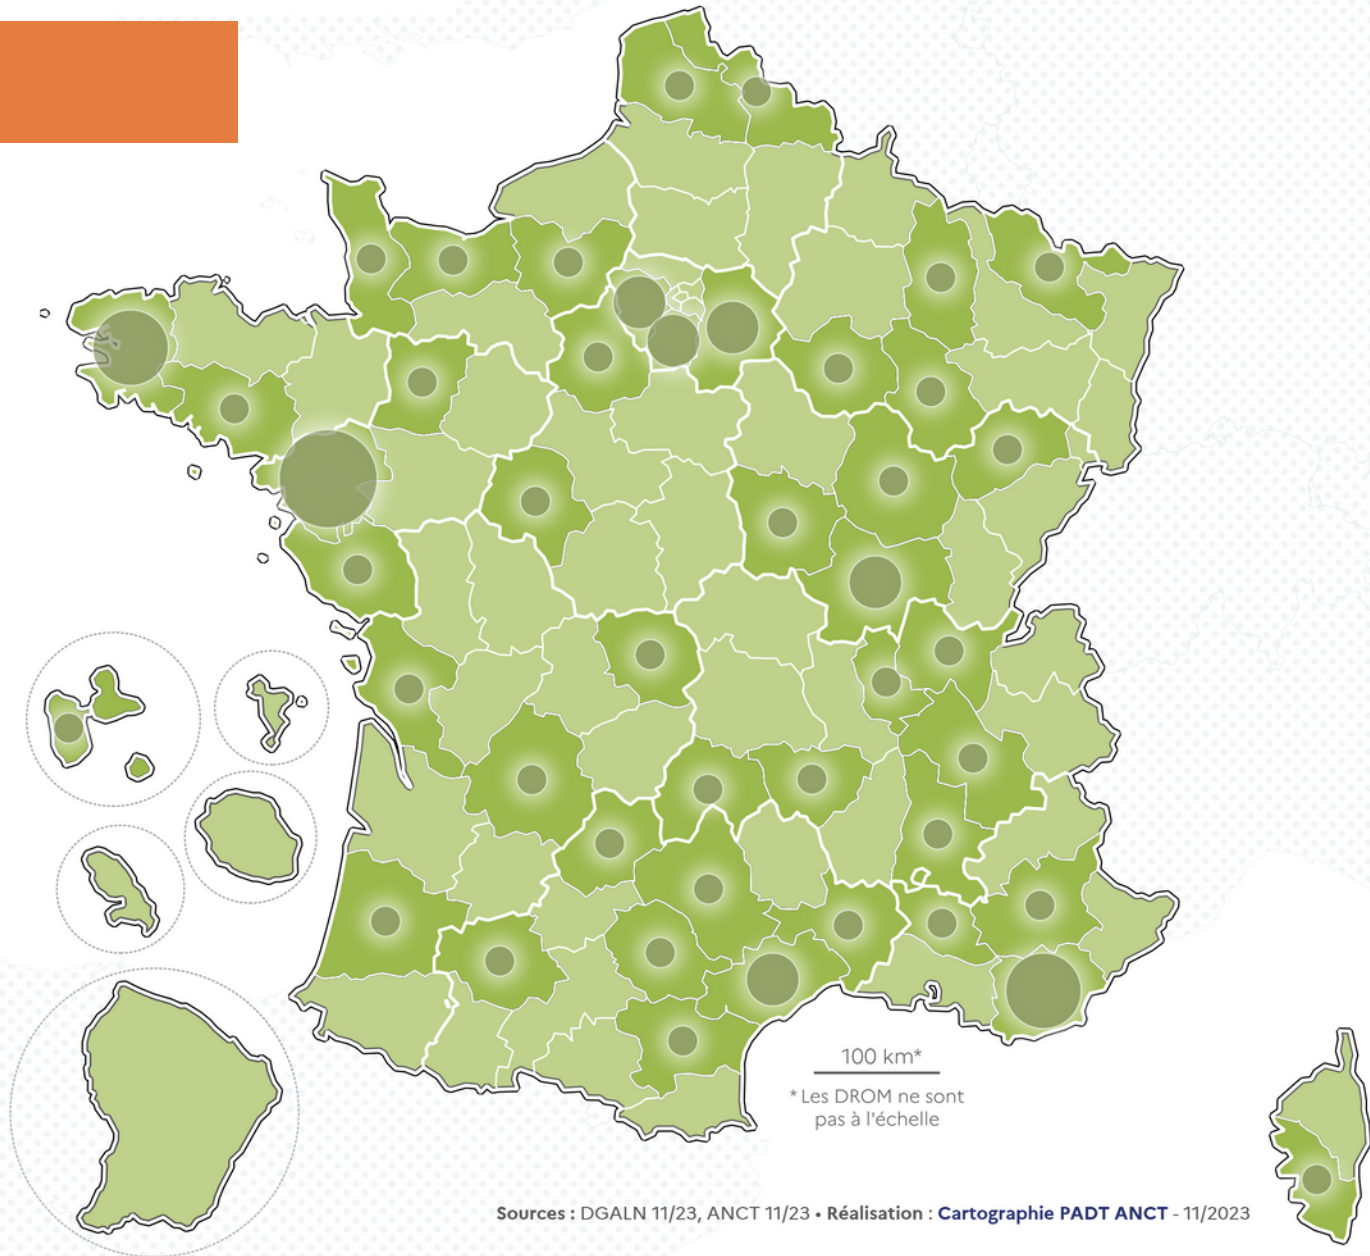 100 km*
* Les DROM ne sont
pas à l'échelle
Sources : DGALN 11/23, ANCT 11/23 • Réalisation : Cartographie PADT ANCT - 11/2023